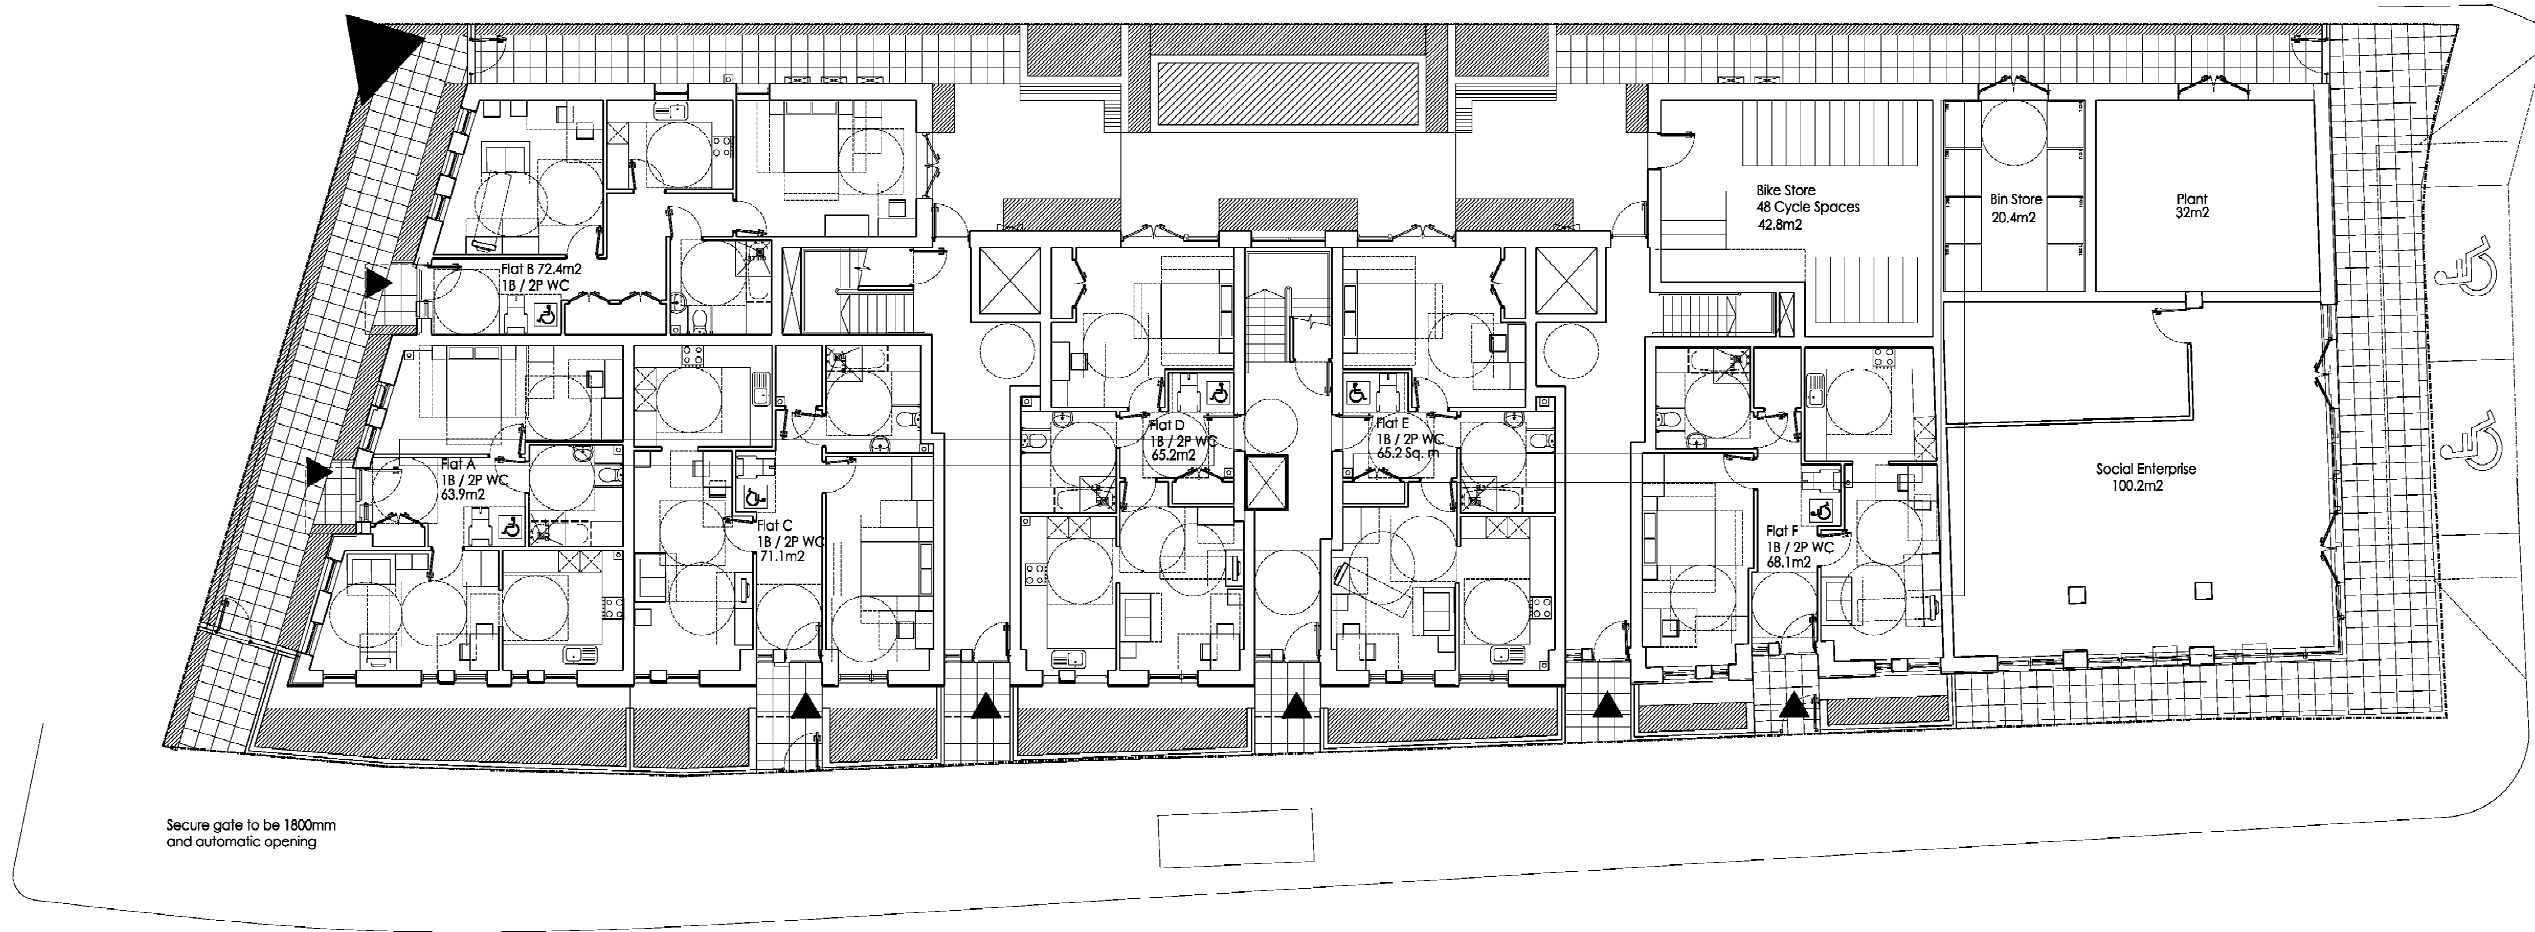 Bike Store
48 Cycle Spaces
42.8m2
Bin Store
20.4m2
Plant
32m2
Flat B 72.4m2
1B / 2P WC
Flat A
1B / 2P WC
63.9m2
Flat C
1B / 2P WC
71.1m2
Flat D
1B / 2P WC
65.2m2
Flat E
1B / 2P WC
65.2 Sq. m
Flat F
1B / 2P WC
68.1m2
Social Enterprise
100.2m2
Secure gate to be 1800mm
and automatic opening